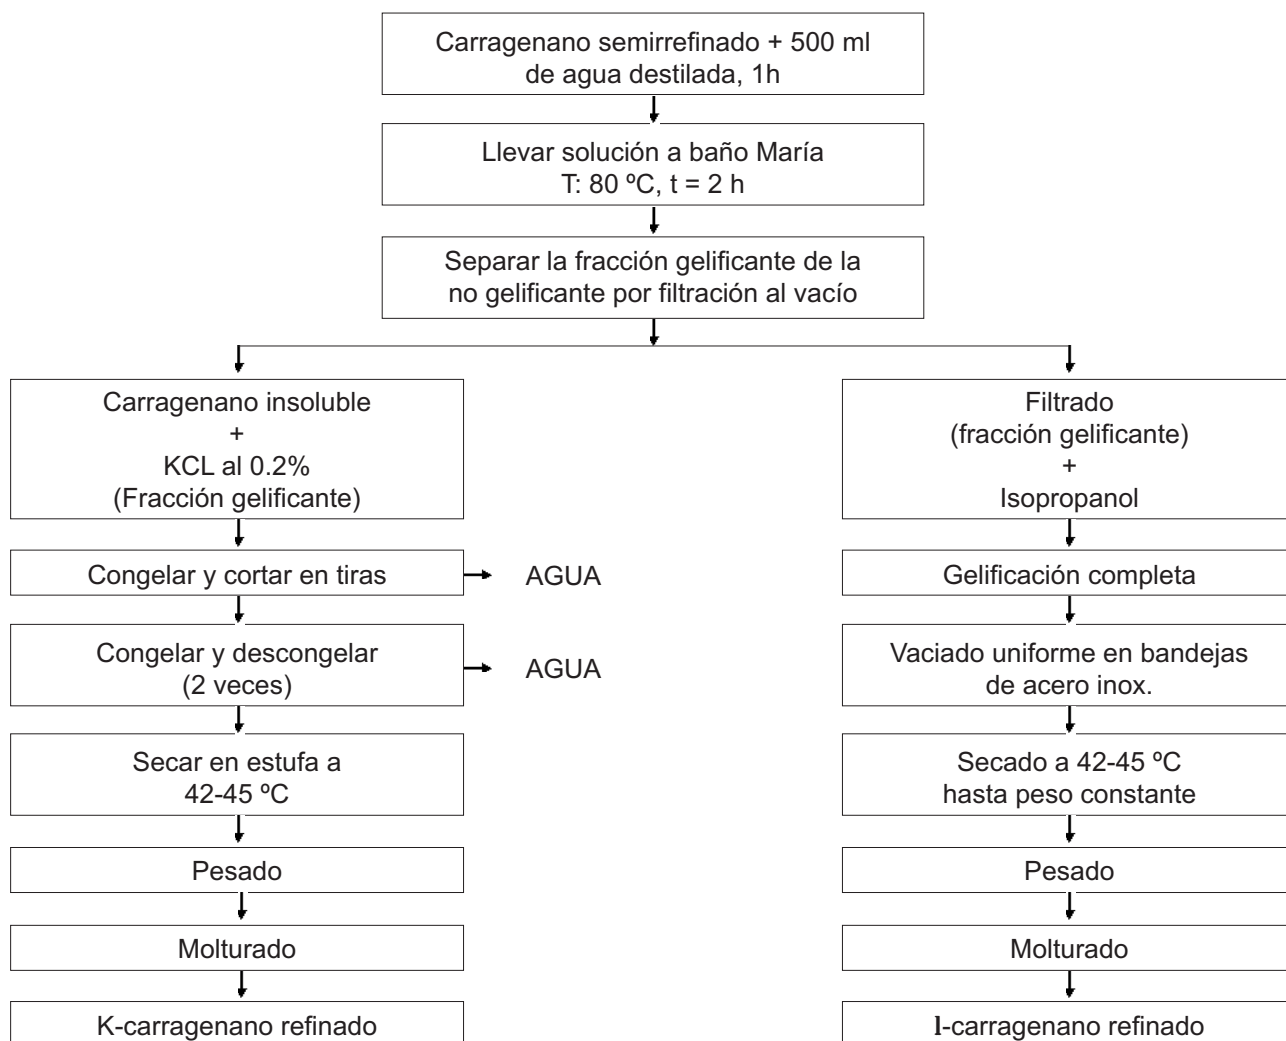 Carragenano semirrefinado + 500 ml
de agua destilada, 1h
Llevar solución a baño María
T: 80 ºC, t = 2 h
Separar la fracción gelificante de la
no gelificante por filtración al vacío
Carragenano insoluble
+
KCL al 0.2%
(Fracción gelificante)
Congelar y cortar en tiras
AGUA
Congelar y descongelar
(2 veces)
AGUA
Secar en estufa a
42-45 ºC
Pesado
Molturado
K-carragenano refinado
Filtrado
(fracción gelificante)
+
Isopropanol
Gelificación completa
Vaciado uniforme en bandejas
de acero inox.
Secado a 42-45 ºC
hasta peso constante
Pesado
Molturado
l-carragenano refinado